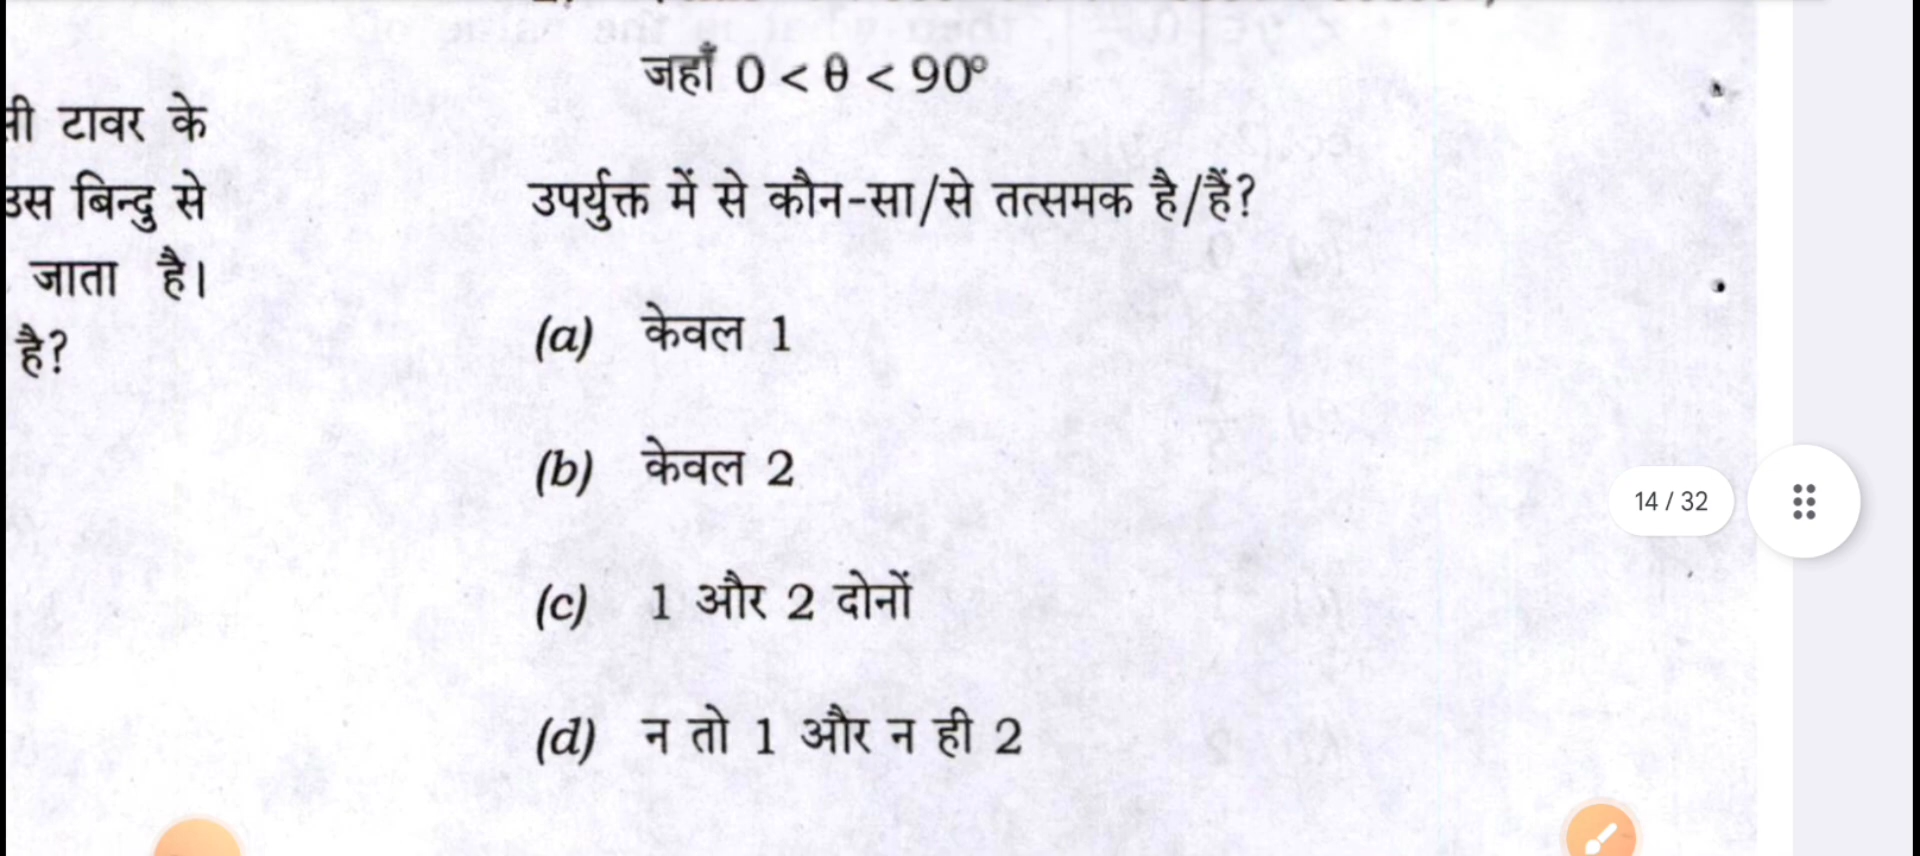 जहाँ 0 < θ < 90°
टावर के
उस बिन्दु से
जाता है।
है?
उपर्युक्त में से कौन-सा/से तत्समक है/हैं?
(a) केवल 1
(b) केवल 2
(c) 1 और 2 दोनों
(d) न तो 1 और न ही 2
14 / 32